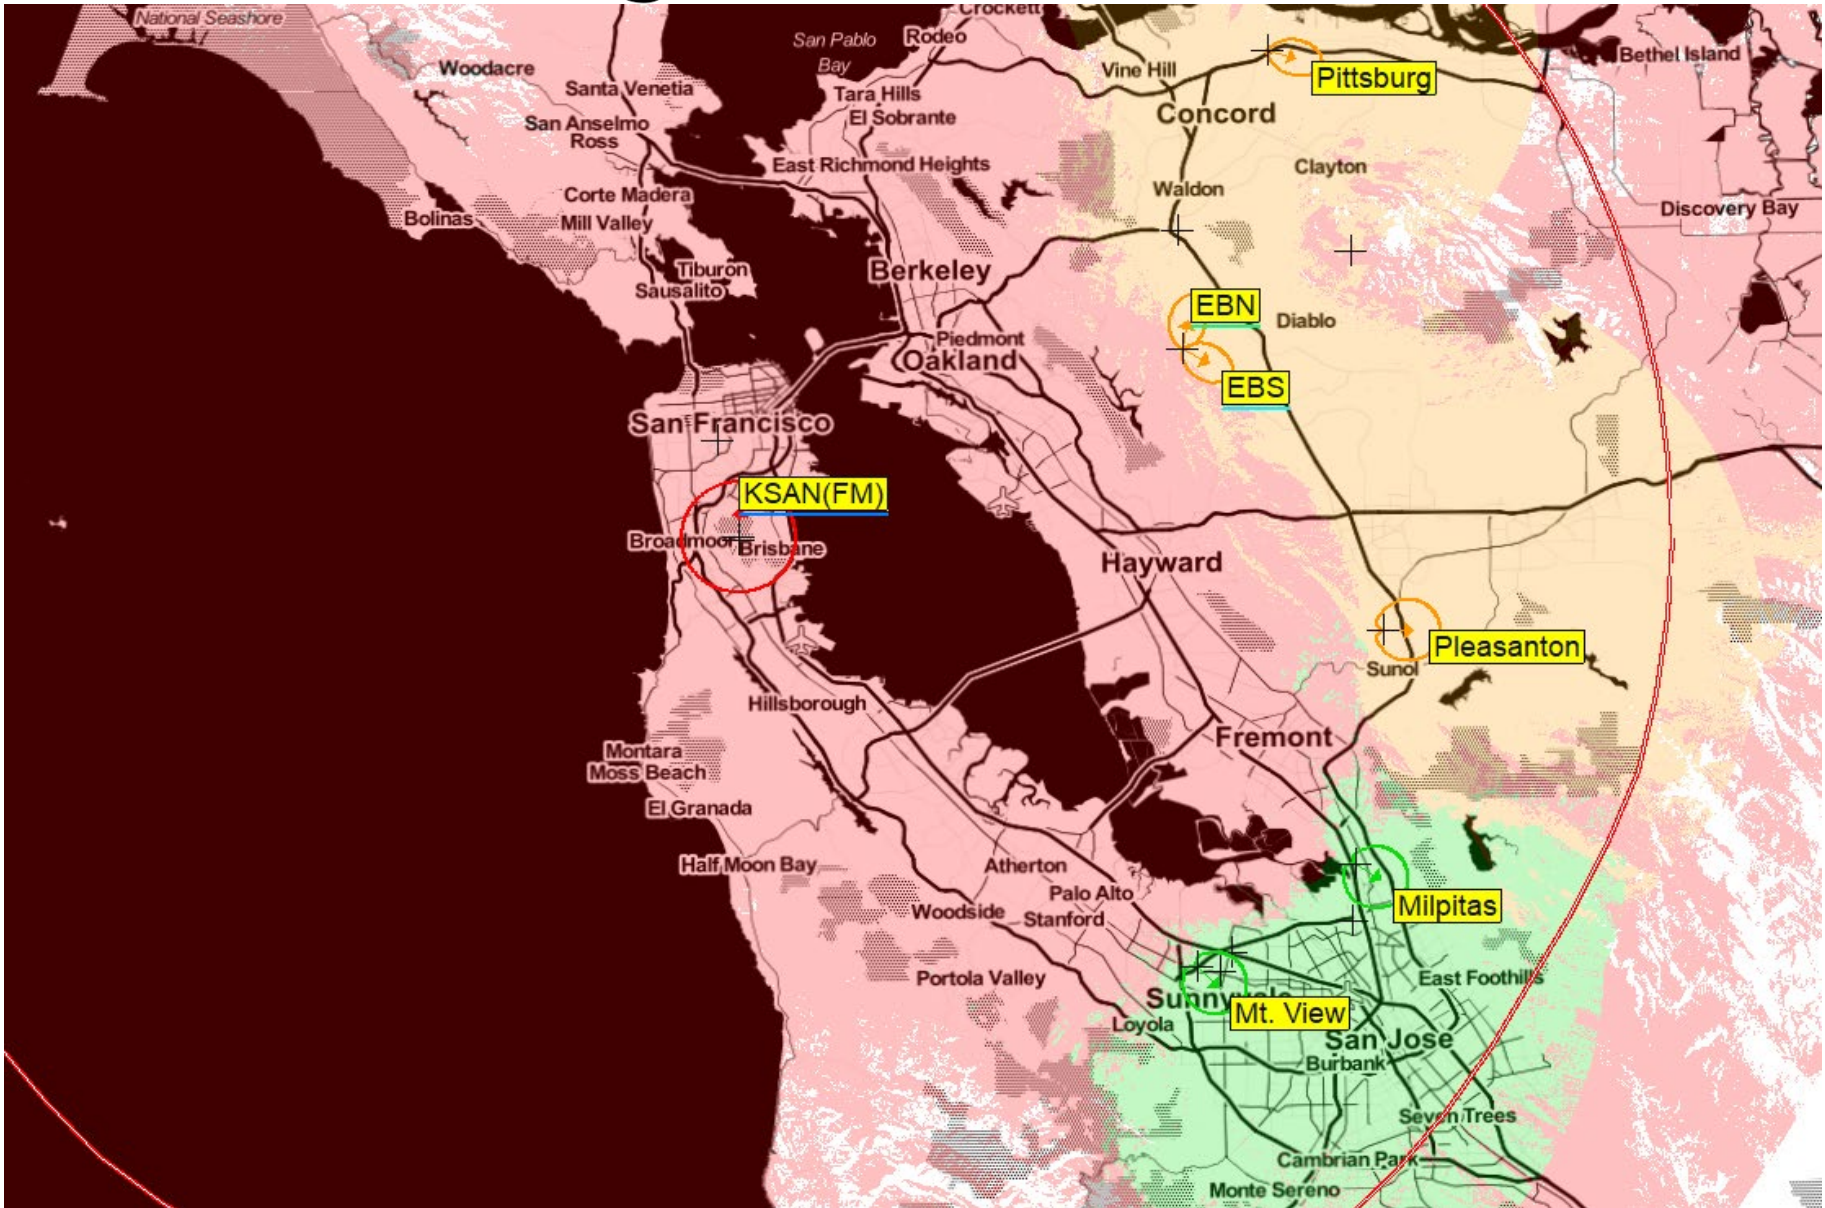 National Seashore
Crockett
Rodeo
San Pablo
Bay
Woodacre
Vine Hill
Bethel Island
Pittsburg
Santa Venetia
Tara Hills
El Sobrante
Concord
San Anselmo
Ross
East Richmond Heights
Clayton
Corte Madera
Waldon
Bolinas
Mill Valley
Discovery Bay
Tiburon
Sausalito
Berkeley
EBN
Diablo
Piedmont
Oakland
EBS
San Francisco
KSAN(FM)
Broadmoor
Brisbane
Hayward
Pleasanton
Sunol
Hillsborough
Fremont
Montara
Moss Beach
El Granada
Half Moon Bay
Atherton
Palo Alto
Milpitas
Woodside
Stanford
Portola Valley
East Foothills
Sunnyvale
Mt. View
Loyola
San Jose
Burbank
Seven Trees
Cambrian Park
Monte Sereno